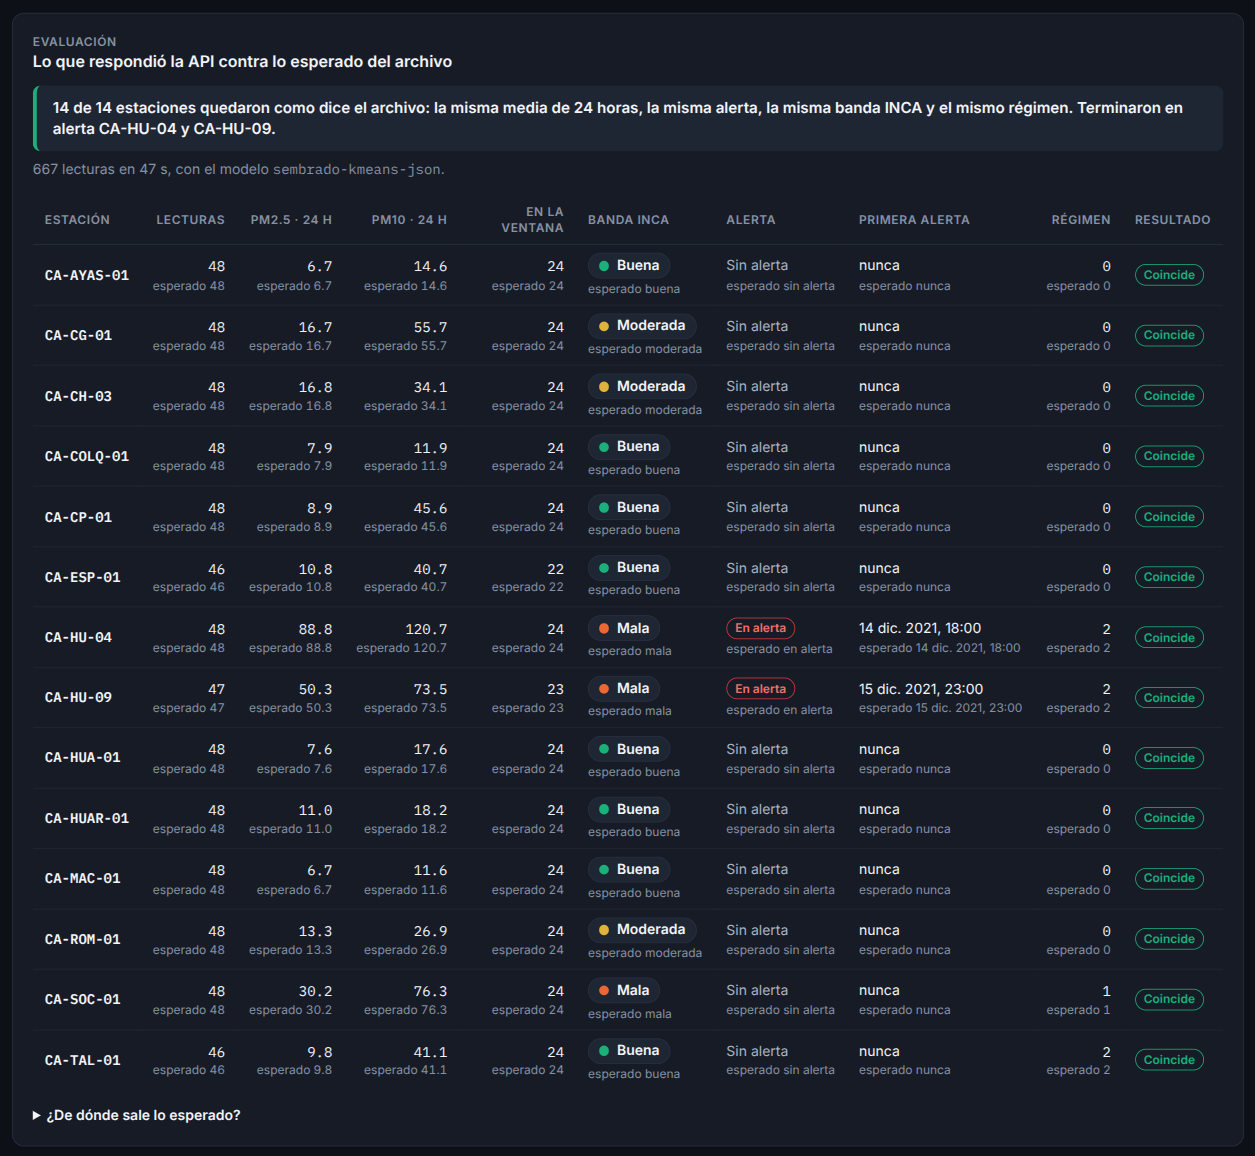 EVALUACIÓN
Lo que respondió la API contra lo esperado del archivo
14 de 14 estaciones quedaron como dice el archivo: la misma media de 24 horas, la misma alerta, la misma banda INCA y el mismo régimen. Terminaron en
alerta CA-HU-04 y CA-HU-09.
667 lecturas en 47 s, con el modelo sembrado-kmeans-json.
ESTACIÓN LECTURAS PM2.5 · 24 H PM10 · 24 H EN LA VENTANA BANDA INCA ALERTA PRIMERA ALERTA RÉGIMEN RESULTADO
CA-AYAS-01 48 6.7 14.6 24 Buena Sin alerta nunca 0 Coincide
esperado 48 esperado 6.7 esperado 14.6 esperado 24 esperado buena esperado sin alerta esperado nunca esperado 0
CA-CG-01 48 16.7 55.7 24 Moderada Sin alerta nunca 0 Coincide
esperado 48 esperado 16.7 esperado 55.7 esperado 24 esperado moderada esperado sin alerta esperado nunca esperado 0
CA-CH-03 48 16.8 34.1 24 Moderada Sin alerta nunca 0 Coincide
esperado 48 esperado 16.8 esperado 34.1 esperado 24 esperado moderada esperado sin alerta esperado nunca esperado 0
CA-COLQ-01 48 7.9 11.9 24 Buena Sin alerta nunca 0 Coincide
esperado 48 esperado 7.9 esperado 11.9 esperado 24 esperado buena esperado sin alerta esperado nunca esperado 0
CA-CP-01 48 8.9 45.6 24 Buena Sin alerta nunca 0 Coincide
esperado 48 esperado 8.9 esperado 45.6 esperado 24 esperado buena esperado sin alerta esperado nunca esperado 0
CA-ESP-01 46 10.8 40.7 22 Buena Sin alerta nunca 0 Coincide
esperado 46 esperado 10.8 esperado 40.7 esperado 22 esperado buena esperado sin alerta esperado nunca esperado 0
CA-HU-04 48 88.8 120.7 24 Mala En alerta 14 dic. 2021, 18:00 2 Coincide
esperado 48 esperado 88.8 esperado 120.7 esperado 24 esperado mala esperado en alerta esperado 14 dic. 2021, 18:00 esperado 2
CA-HU-09 47 50.3 73.5 23 Mala En alerta 15 dic. 2021, 23:00 2 Coincide
esperado 47 esperado 50.3 esperado 73.5 esperado 23 esperado mala esperado en alerta esperado 15 dic. 2021, 23:00 esperado 2
CA-HUA-01 48 7.6 17.6 24 Buena Sin alerta nunca 0 Coincide
esperado 48 esperado 7.6 esperado 17.6 esperado 24 esperado buena esperado sin alerta esperado nunca esperado 0
CA-HUAR-01 48 11.0 18.2 24 Buena Sin alerta nunca 0 Coincide
esperado 48 esperado 11.0 esperado 18.2 esperado 24 esperado buena esperado sin alerta esperado nunca esperado 0
CA-MAC-01 48 6.7 11.6 24 Buena Sin alerta nunca 0 Coincide
esperado 48 esperado 6.7 esperado 11.6 esperado 24 esperado buena esperado sin alerta esperado nunca esperado 0
CA-ROM-01 48 13.3 26.9 24 Moderada Sin alerta nunca 0 Coincide
esperado 48 esperado 13.3 esperado 26.9 esperado 24 esperado moderada esperado sin alerta esperado nunca esperado 0
CA-SOC-01 48 30.2 76.3 24 Mala Sin alerta nunca 1 Coincide
esperado 48 esperado 30.2 esperado 76.3 esperado 24 esperado mala esperado sin alerta esperado nunca esperado 1
CA-TAL-01 46 9.8 41.1 24 Buena Sin alerta nunca 2 Coincide
esperado 46 esperado 9.8 esperado 41.1 esperado 24 esperado buena esperado sin alerta esperado nunca esperado 2
¿De dónde sale lo esperado?